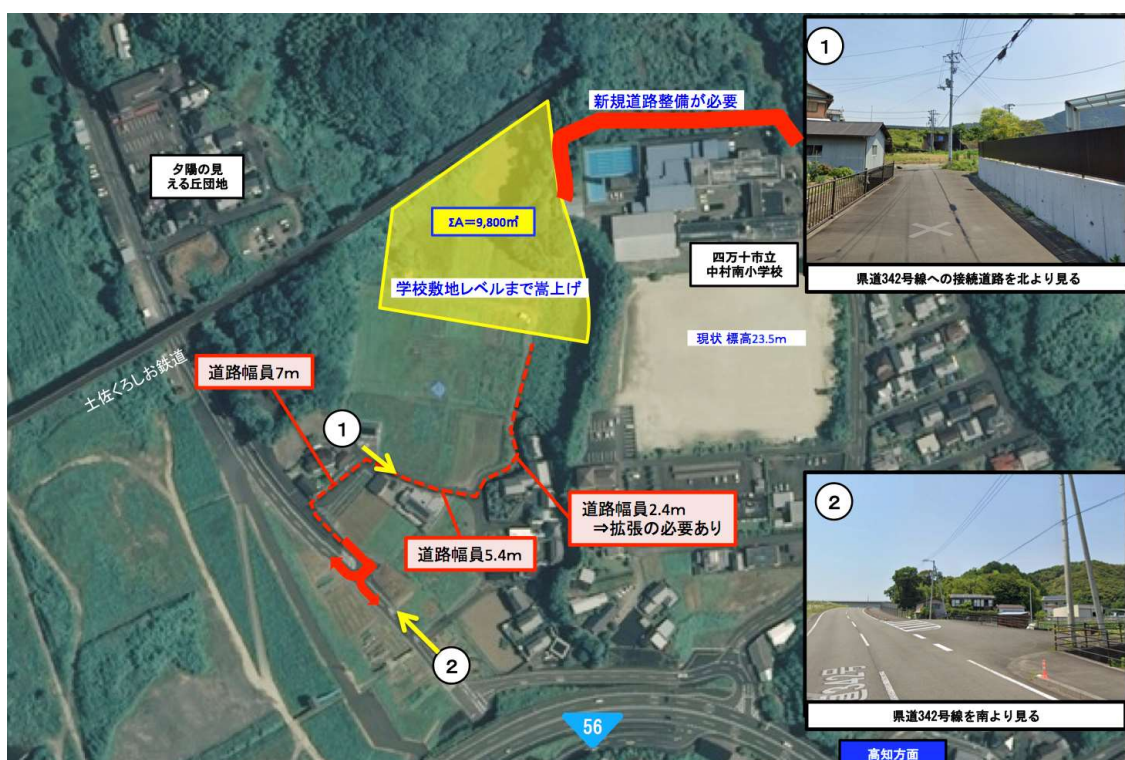 新規道路整備が必要
夕陽の見
える丘団地
ΣA＝9,800㎡
四万十市立
中村南小学校
学校敷地レベルまで嵩上げ
現状 標高23.5m
土佐くろしお鉄道
道路幅員7m
①
道路幅員2.4m
⇒拡張の必要あり
道路幅員5.4m
②
56
①
県道342号線への接続道路を北より見る
②
県道342号線を南より見る
高知方面